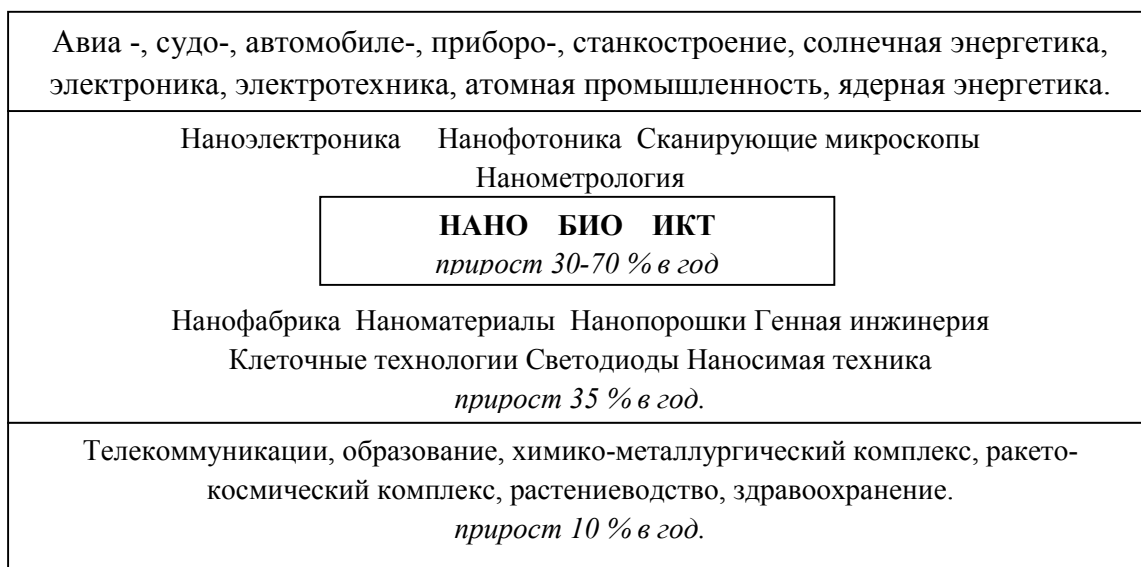 Авиа -, судо-, автомобиле-, приборо-, станкостроение, солнечная энергетика,
электроника, электротехника, атомная промышленность, ядерная энергетика.
Наноэлектроника Нанофотоника Сканирующие микроскопы
Нанометрология
НАНО БИО ИКТ
прирост 30-70 % в год
Нанофабрика Наноматериалы Нанопорошки Генная инжинерия
Клеточные технологии Светодиоды Наносимая техника
прирост 35 % в год.
Телекоммуникации, образование, химико-металлургический комплекс, ракето-
космический комплекс, растениеводство, здравоохранение.
прирост 10 % в год.